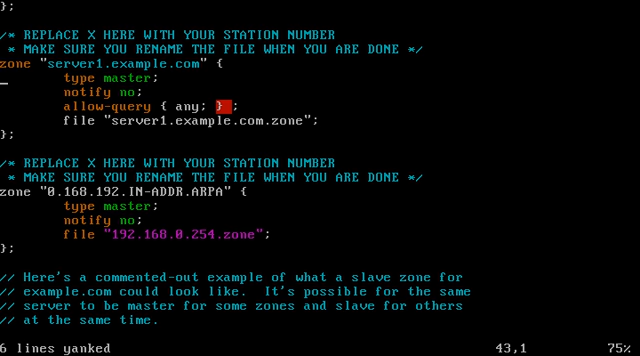 };
/* REPLACE X HERE WITH YOUR STATION NUMBER
 * MAKE SURE YOU RENAME THE FILE WHEN YOU ARE DONE */
zone "server1.example.com" {
        type master;
        notify no;
        allow-query { any; } ;
        file "server1.example.com.zone";
};
/* REPLACE X HERE WITH YOUR STATION NUMBER
 * MAKE SURE YOU RENAME THE FILE WHEN YOU ARE DONE */
zone "0.168.192.IN-ADDR.ARPA" {
        type master;
        notify no;
        file "192.168.0.254.zone";
};
// Here's a commented-out example of what a slave zone for
// example.com could look like.  It's possible for the same
// server to be master for some zones and slave for others
// at the same time.
6 lines yanked 43,1 75%